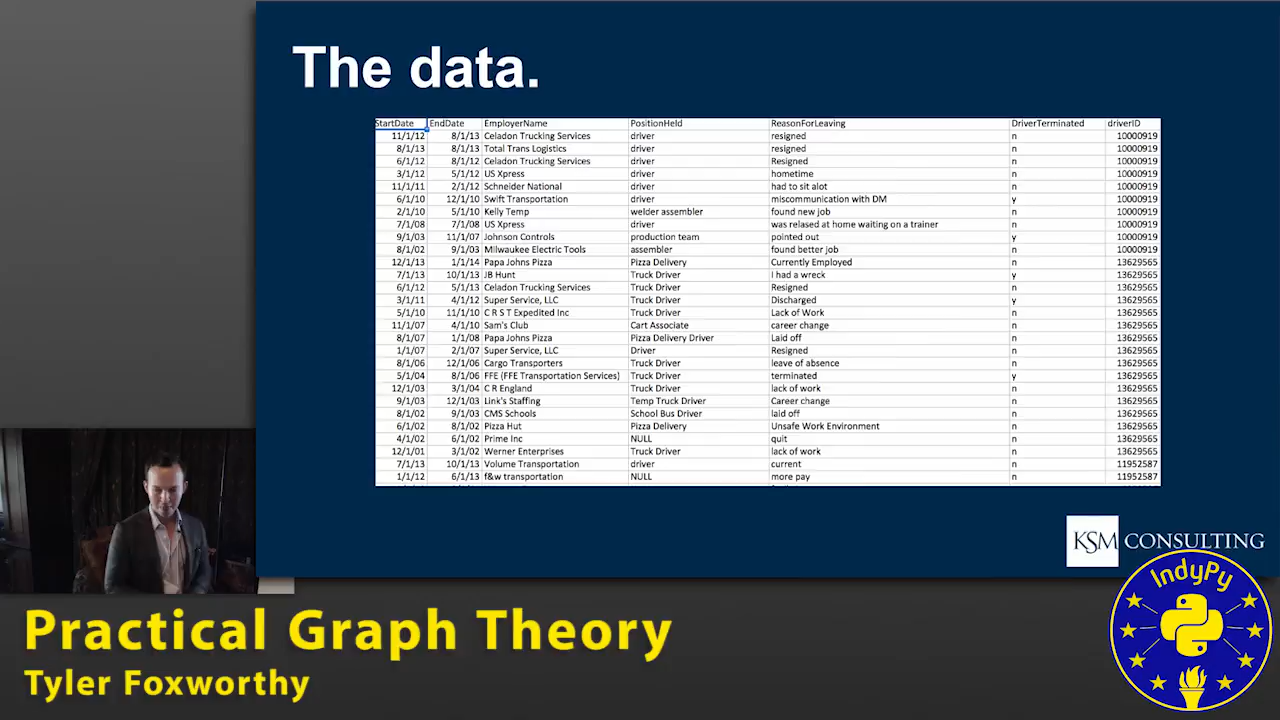 The data.
StartDate EndDate EmployerName PositionHeld ReasonForLeaving DriverTerminated driverID
11/1/12 8/1/13 Celadon Trucking Services driver resigned n 10000919
8/1/13 8/1/13 Total Trans Logistics driver resigned n 10000919
6/1/12 8/1/12 Celadon Trucking Services driver Resigned n 10000919
3/1/12 5/1/12 US Xpress driver hometime n 10000919
11/1/11 2/1/12 Schneider National driver had to sit alot n 10000919
6/1/10 12/1/10 Swift Transportation driver miscommunication with DM y 10000919
2/1/10 5/1/10 Kelly Temp welder assembler found new job n 10000919
7/1/08 7/1/08 US Xpress driver was relased at home waiting on a trainer n 10000919
9/1/03 11/1/07 Johnson Controls production team pointed out y 10000919
8/1/02 9/1/03 Milwaukee Electric Tools assembler found better job n 10000919
12/1/13 1/1/14 Papa Johns Pizza Pizza Delivery Currently Employed n 13629565
7/1/13 10/1/13 JB Hunt Truck Driver I had a wreck y 13629565
6/1/12 5/1/13 Celadon Trucking Services Truck Driver Resigned n 13629565
3/1/11 4/1/12 Super Service, LLC Truck Driver Discharged y 13629565
5/1/10 11/1/10 C R S T Expedited Inc Truck Driver Lack of Work n 13629565
11/1/07 4/1/10 Sam's Club Cart Associate career change n 13629565
8/1/07 1/1/08 Papa Johns Pizza Pizza Delivery Driver Laid off n 13629565
1/1/07 2/1/07 Super Service, LLC Driver Resigned n 13629565
8/1/06 12/1/06 Cargo Transporters Truck Driver leave of absence n 13629565
5/1/04 8/1/06 FFE (FFE Transportation Services) Truck Driver terminated y 13629565
12/1/03 3/1/04 C R England Truck Driver lack of work n 13629565
9/1/03 12/1/03 Link's Staffing Temp Truck Driver Career change n 13629565
8/1/02 9/1/03 CMS Schools School Bus Driver laid off n 13629565
6/1/02 8/1/02 Pizza Hut Pizza Delivery Unsafe Work Environment n 13629565
4/1/02 6/1/02 Prime Inc NULL quit n 13629565
12/1/01 3/1/02 Werner Enterprises Truck Driver lack of work n 13629565
7/1/13 10/1/13 Volume Transportation driver current n 11952587
1/1/12 6/1/13 f&w transportation NULL more pay n 11952587
KSM CONSULTING
IndyPy
Practical Graph Theory
Tyler Foxworthy